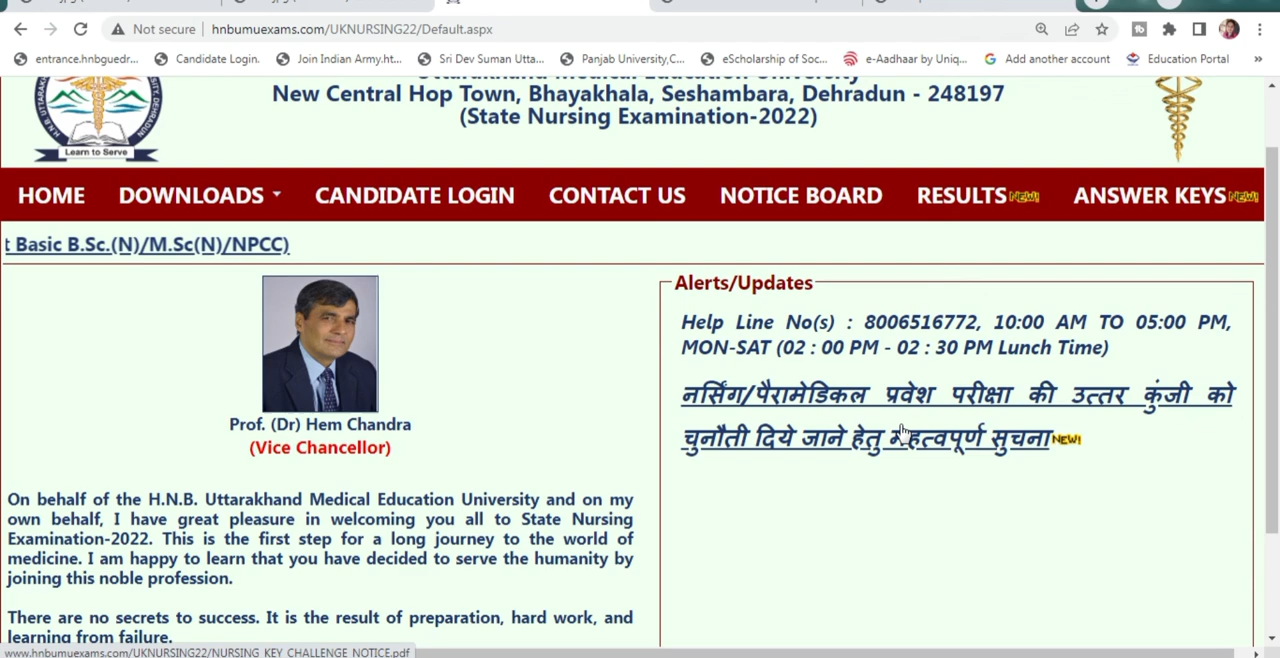 Not secure | hnbumuexams.com/UKNURSING22/Default.aspx
entrance.hnbguedr... Candidate Login. Join Indian Army.ht... Sri Dev Suman Utta... Panjab University,C... eScholarship of Soc... e-Aadhaar by Uniq... Add another account Education Portal »
Uttarakhand Medical Education University
New Central Hop Town, Bhayakhala, Seshambara, Dehradun - 248197
(State Nursing Examination-2022)
Learn to Serve
HOME DOWNLOADS CANDIDATE LOGIN CONTACT US NOTICE BOARD RESULTS NEW! ANSWER KEYS NEW!
t Basic B.Sc.(N)/M.Sc(N)/NPCC)
Prof. (Dr) Hem Chandra
(Vice Chancellor)
On behalf of the H.N.B. Uttarakhand Medical Education University and on my
own behalf, I have great pleasure in welcoming you all to State Nursing
Examination-2022. This is the first step for a long journey to the world of
medicine. I am happy to learn that you have decided to serve the humanity by
joining this noble profession.
There are no secrets to success. It is the result of preparation, hard work, and
learning from failure.
Alerts/Updates
Help Line No(s) : 8006516772, 10:00 AM TO 05:00 PM,
MON-SAT (02 : 00 PM - 02 : 30 PM Lunch Time)
नर्सिंग/पैरामेडिकल प्रवेश परीक्षा की उत्तर कुंजी को
चुनौती दिये जाने हेतु महत्वपूर्ण सुचना NEW!
www.hnbumuexams.com/UKNURSING22/NURSING_KEY_CHALLENGE_NOTICE.pdf